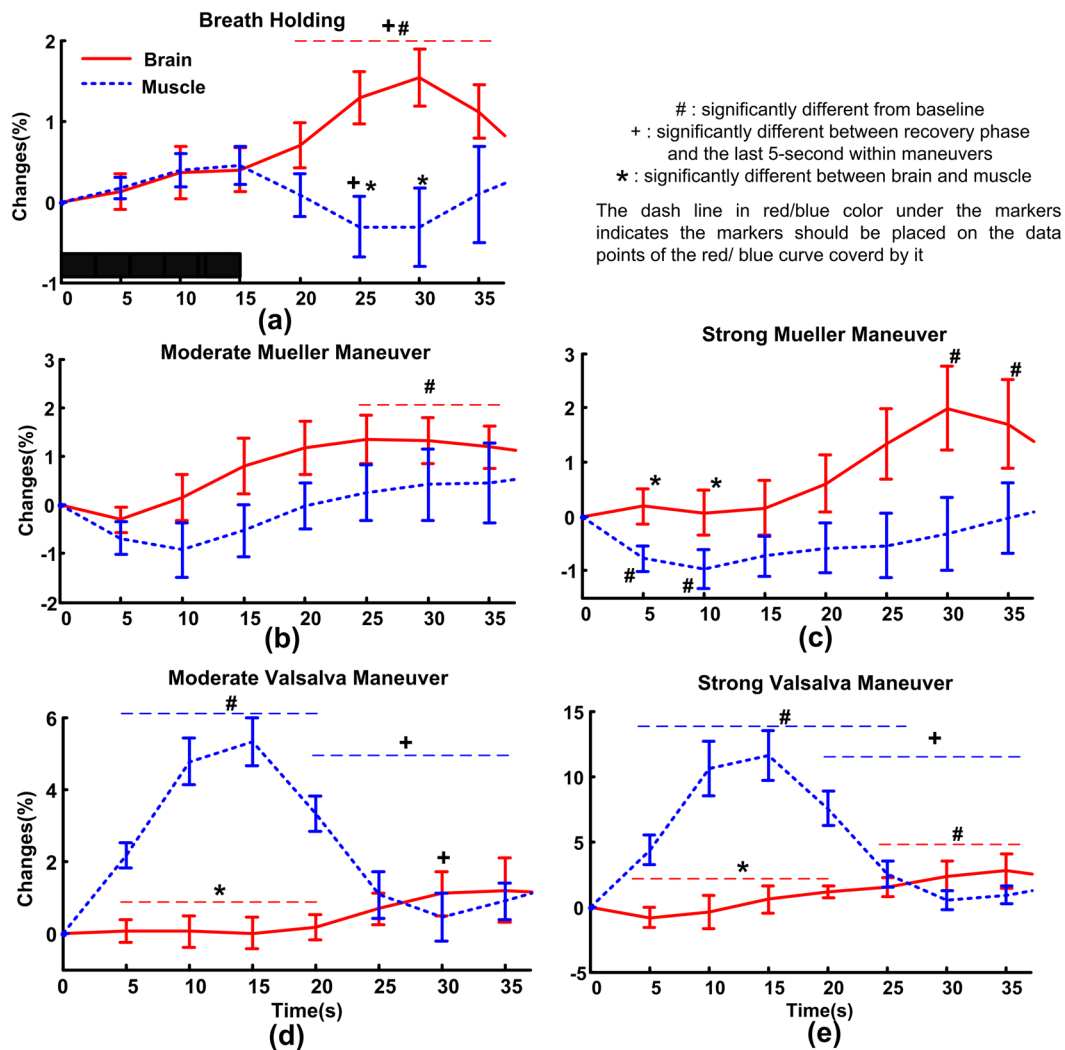 Breath Holding
+#
Brain
Muscle
+* *
Changes(%)
2
1
0
-1
0 5 10 15 20 25 30 35
(a)
# : significantly different from baseline
+ : significantly different between recovery phase
and the last 5-second within maneuvers
* : significantly different between brain and muscle
The dash line in red/blue color under the markers
indicates the markers should be placed on the data
points of the red/ blue curve coverd by it
Moderate Mueller Maneuver
#
Changes(%)
3
2
1
0
-1
-2
0 5 10 15 20 25 30 35
(b)
Strong Mueller Maneuver
# #
* *
# #
3
2
1
0
-1
0 5 10 15 20 25 30 35
(c)
Moderate Valsalva Maneuver
#
+
+
*
Changes(%)
6
4
2
0
0 5 10 15 20 25 30 35
Time(s)
(d)
Strong Valsalva Maneuver
#
+
#
*
15
10
5
0
-5
0 5 10 15 20 25 30 35
Time(s)
(e)